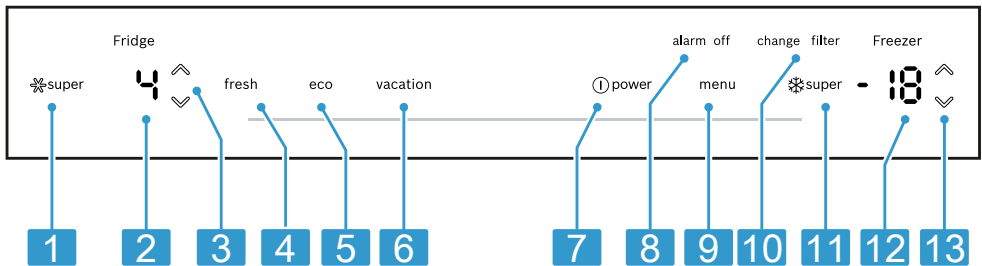 Fridge alarm off change filter Freezer
super 4 fresh eco vacation power menu super - 18
1 2 3 4 5 6 7 8 9 10 11 12 13